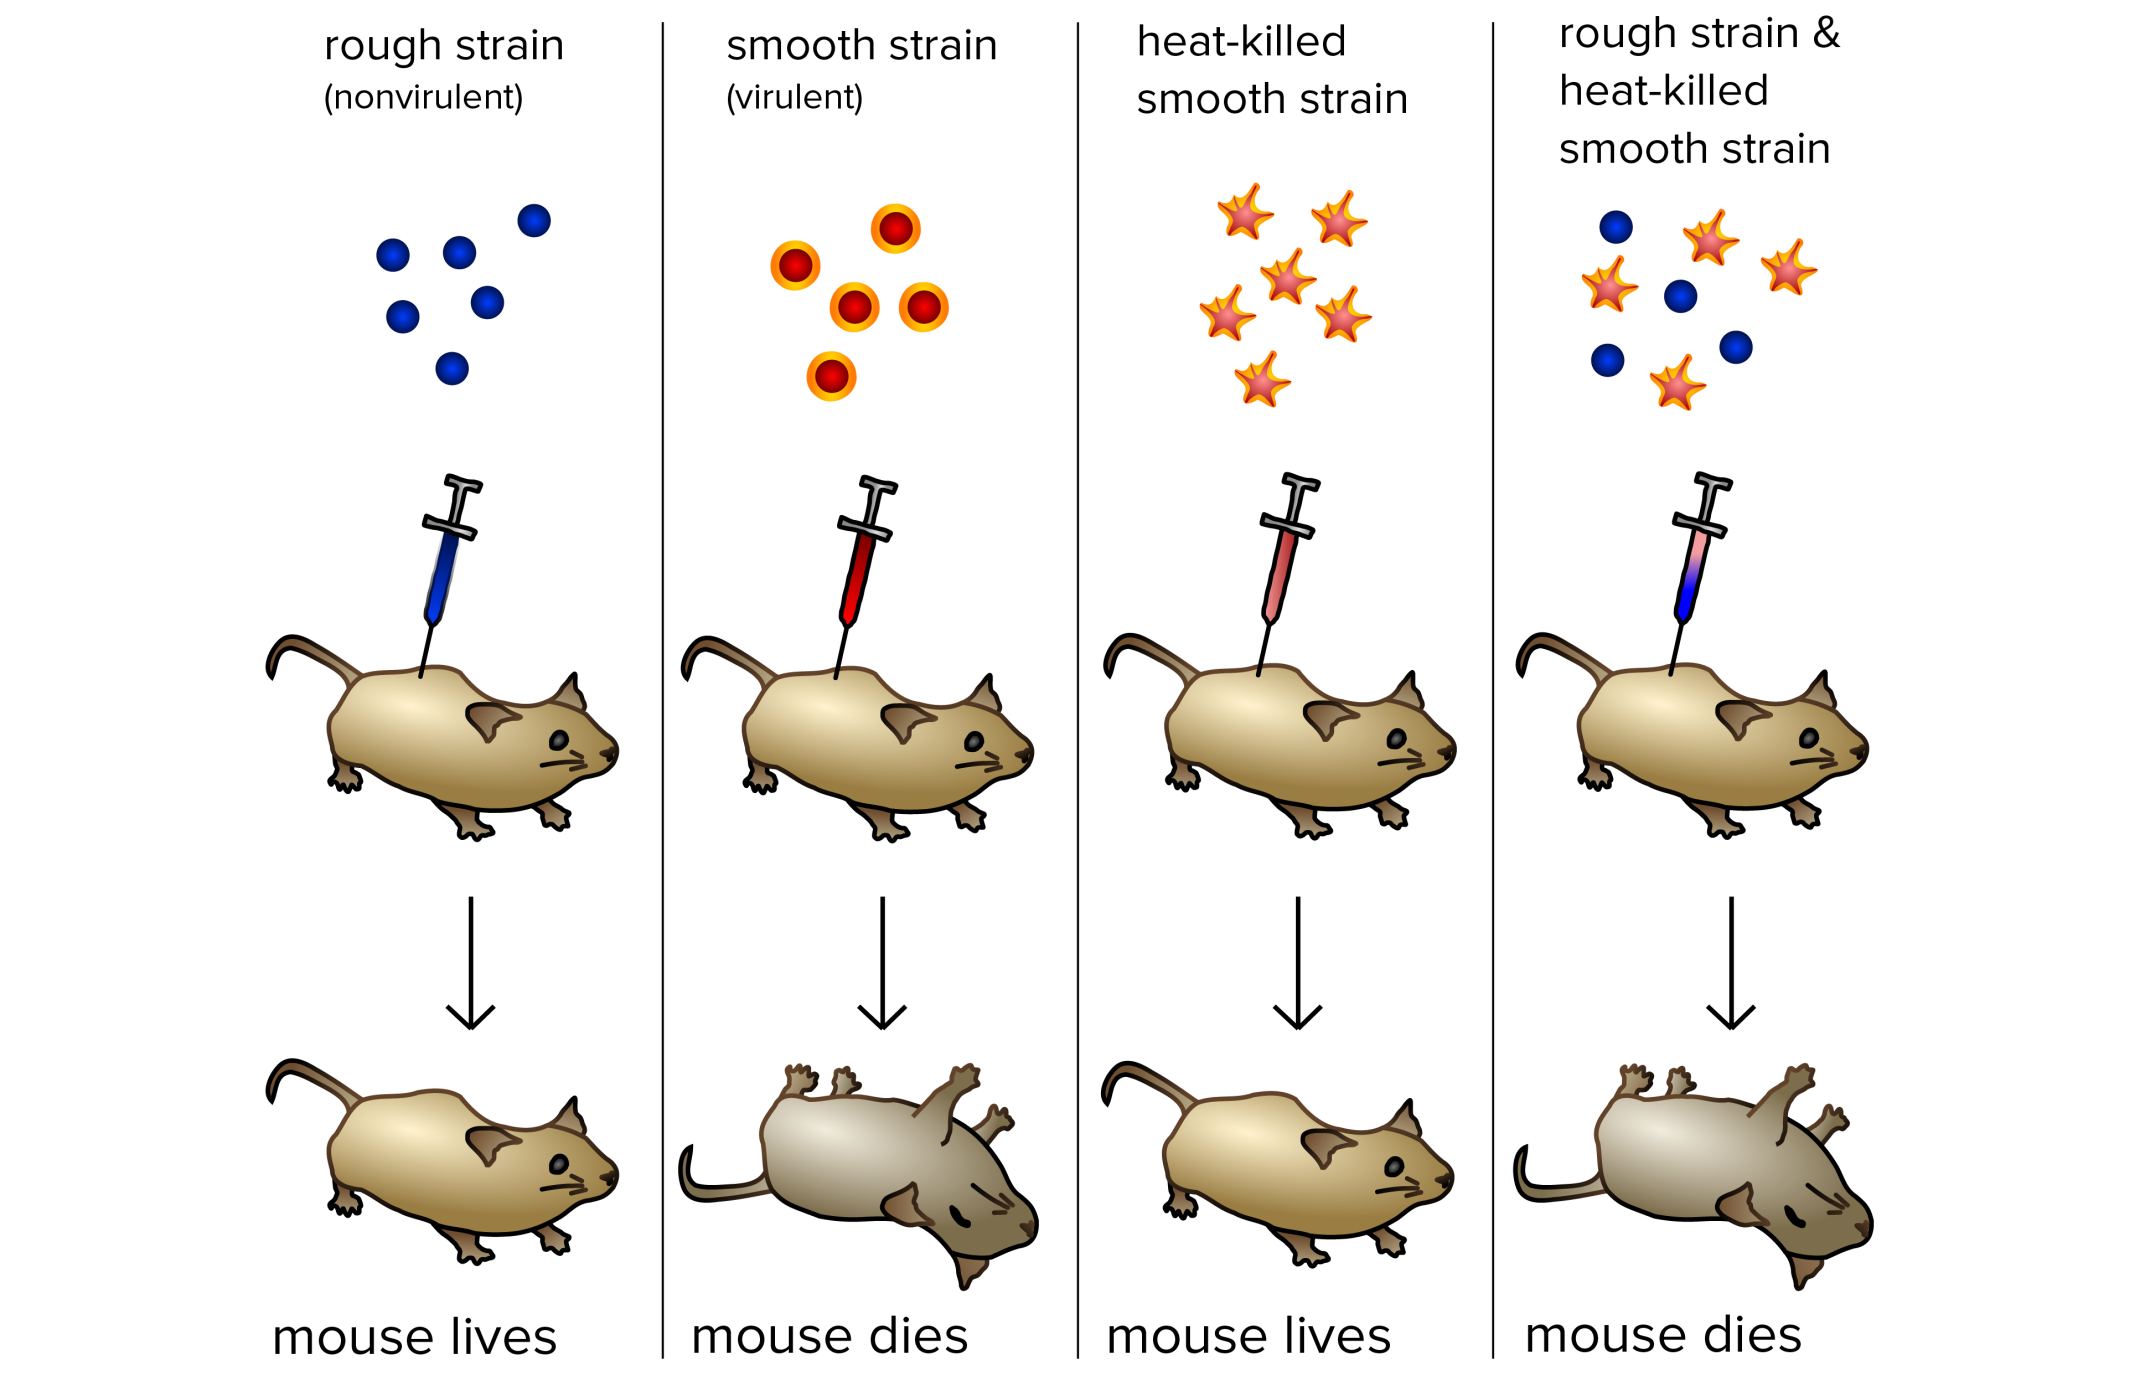 rough strain
(nonvirulent)
smooth strain
(virulent)
heat-killed
smooth strain
rough strain &
heat-killed
smooth strain
mouse lives
mouse dies
mouse lives
mouse dies